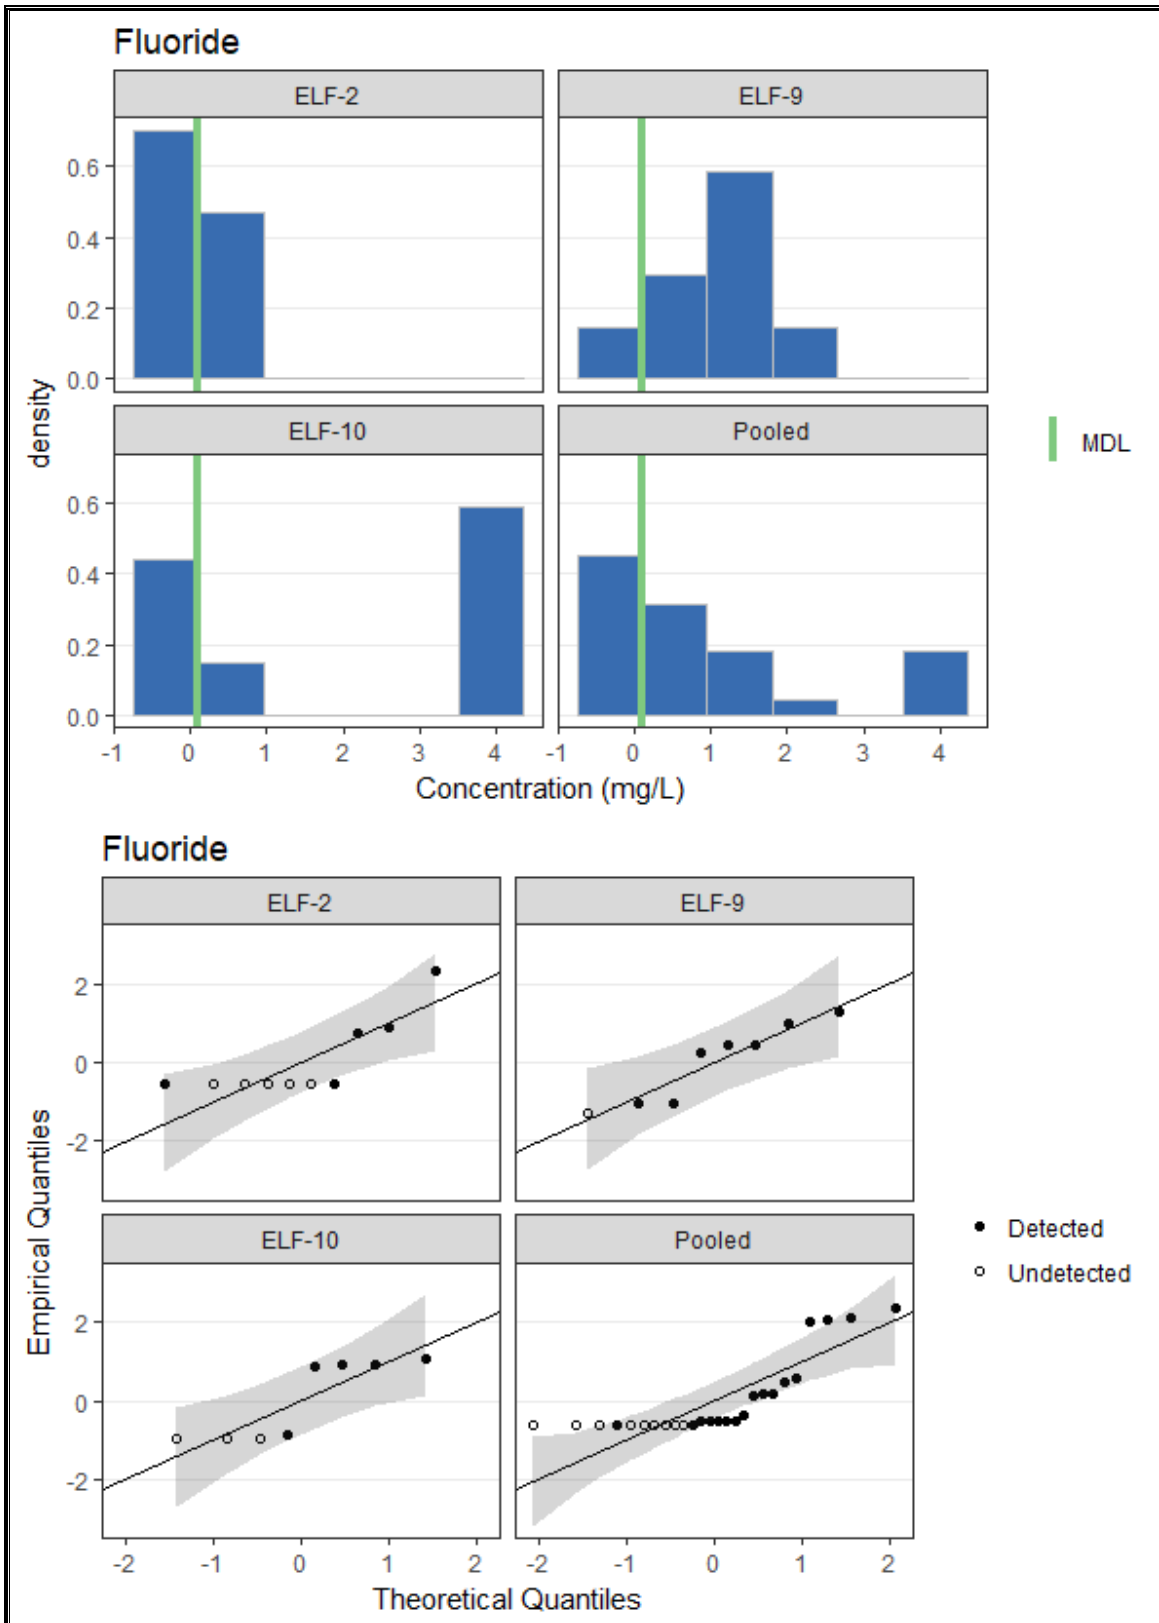 Fluoride
ELF-2
ELF-9
0.6
0.4
0.2
0.0
ELF-10
Pooled
0.6
0.4
0.2
0.0
-1
0
1
2
3
4
-1
0
1
2
3
4
density
Concentration (mg/L)
MDL
Fluoride
ELF-2
ELF-9
2
0
-2
ELF-10
Pooled
2
0
-2
-2
-1
0
1
2
-2
-1
0
1
2
Empirical Quantiles
Theoretical Quantiles
Detected
Undetected